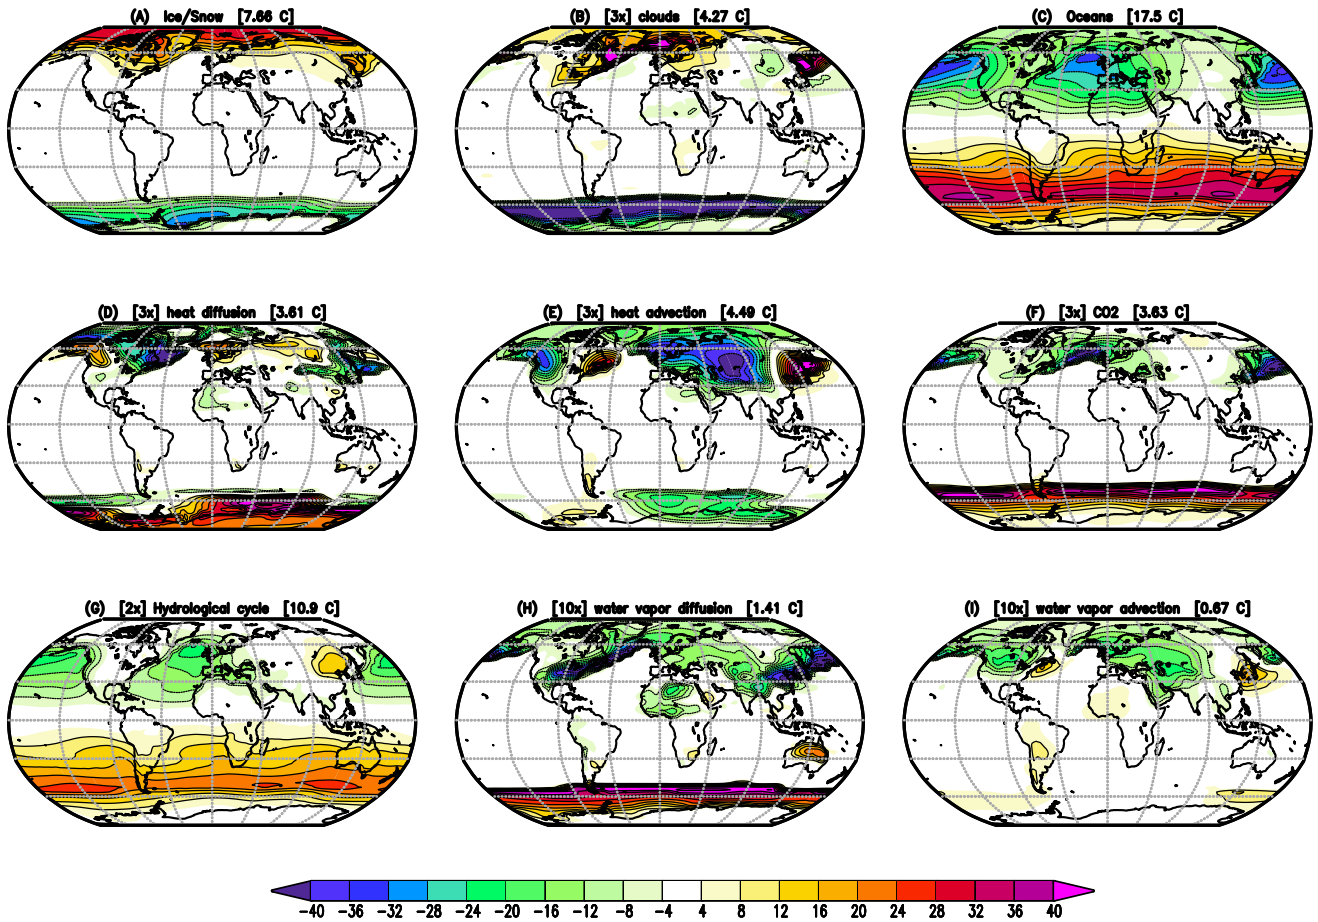 (A) Ice/Snow [7.66 C]
(B) [3x] clouds [4.27 C]
(C) Oceans [17.5 C]
(D) [3x] heat diffusion [3.61 C]
(E) [3x] heat advection [4.49 C]
(F) [3x] CO2 [3.63 C]
(G) [2x] Hydrological cycle [10.9 C]
(H) [10x] water vapor diffusion [1.41 C]
(I) [10x] water vapor advection [0.67 C]
-40 -36 -32 -28 -24 -20 -16 -12 -8 -4 4 8 12 16 20 24 28 32 36 40